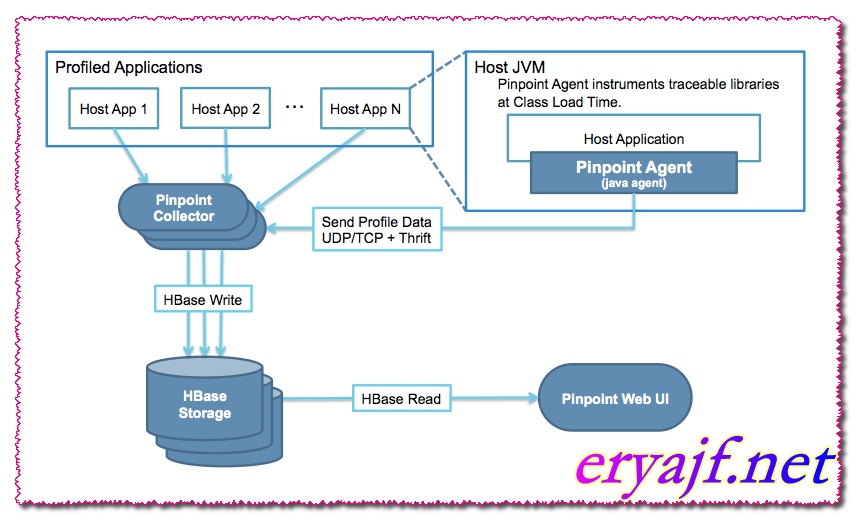 Profiled Applications
Host App 1
Host App 2
...
Host App N
Host JVM
Pinpoint Agent instruments traceable libraries
at Class Load Time.
Host Application
Pinpoint Agent
(java agent)
Pinpoint
Collector
Send Profile Data
UDP/TCP + Thrift
HBase Write
HBase
Storage
HBase Read
Pinpoint Web UI
eryajf.net